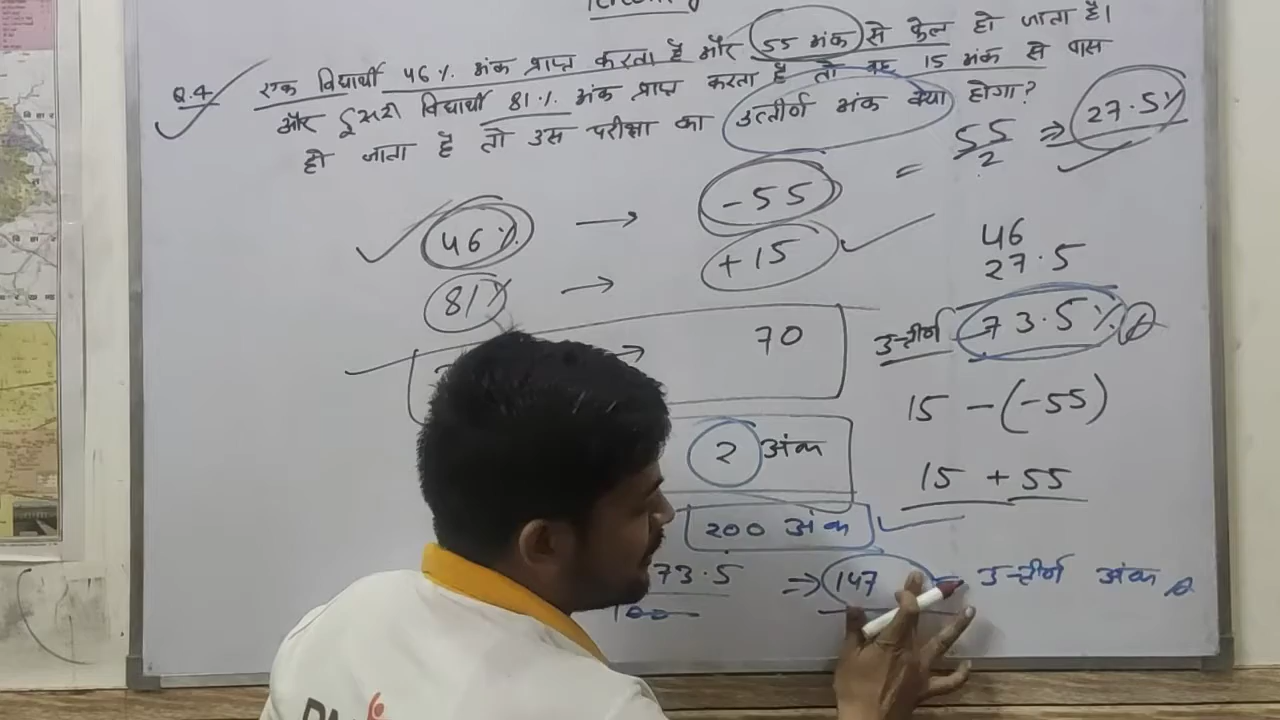 Q.4 एक विद्यार्थी 46% अंक प्राप्त करता है और 55 अंक से फेल हो जाता है।
और दूसरा विद्यार्थी 81% अंक प्राप्त करता है तो वह 15 अंक से पास
हो जाता है तो उस परीक्षा का उत्तीर्ण अंक क्या होगा?
= 55/2 ⇒ 27.5%
46% → -55
81% → +15
→ 70
2 अंक
200 अंक
73.5
100
⇒ 147 = उत्तीर्ण अंक
46
27.5
उत्तीर्ण 73.5%
15 - (-55)
15 + 55